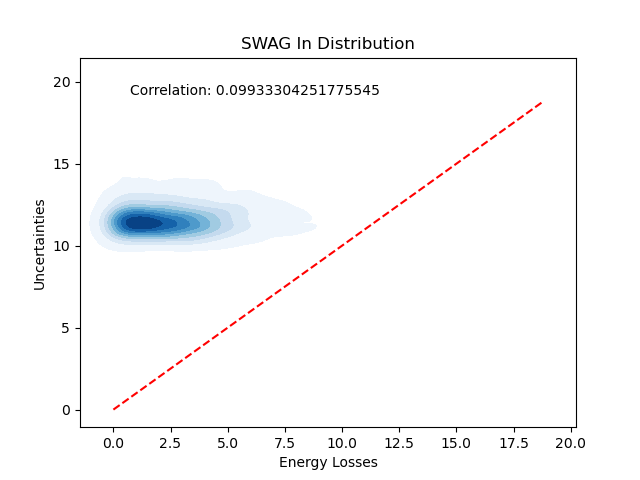 SWAG In Distribution
Correlation: 0.09933304251775545
Uncertainties
20
15
10
5
0
0.0 2.5 5.0 7.5 10.0 12.5 15.0 17.5 20.0
Energy Losses